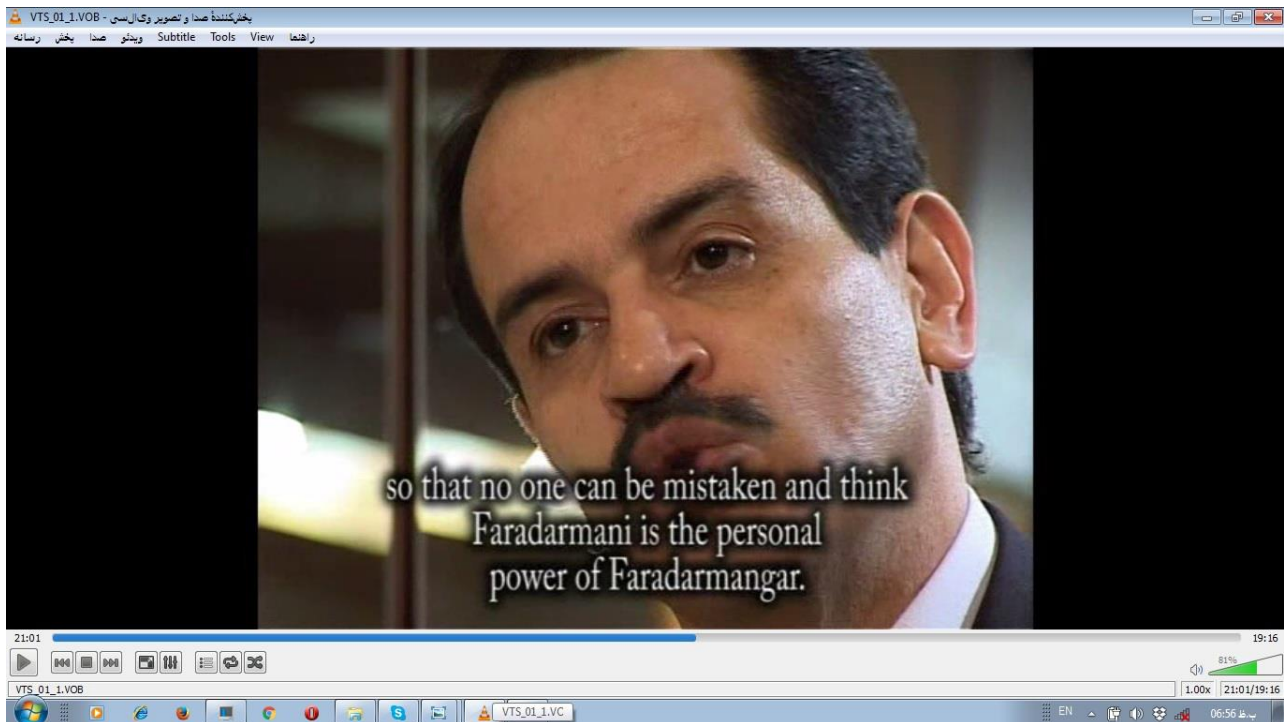 پخش‌کنندهٔ صدا و تصویر وی‌ال‌سی - VTS_01_1.VOB
رسانه پخش صدا ویدئو Subtitle Tools View راهنما
so that no one can be mistaken and think
Faradarmani is the personal
power of Faradarmangar.
21:01
19:16
81%
VTS_01_1.VOB
1.00x
21:01/19:16
VTS_01_1.VC
EN
06:56 ب.ظ